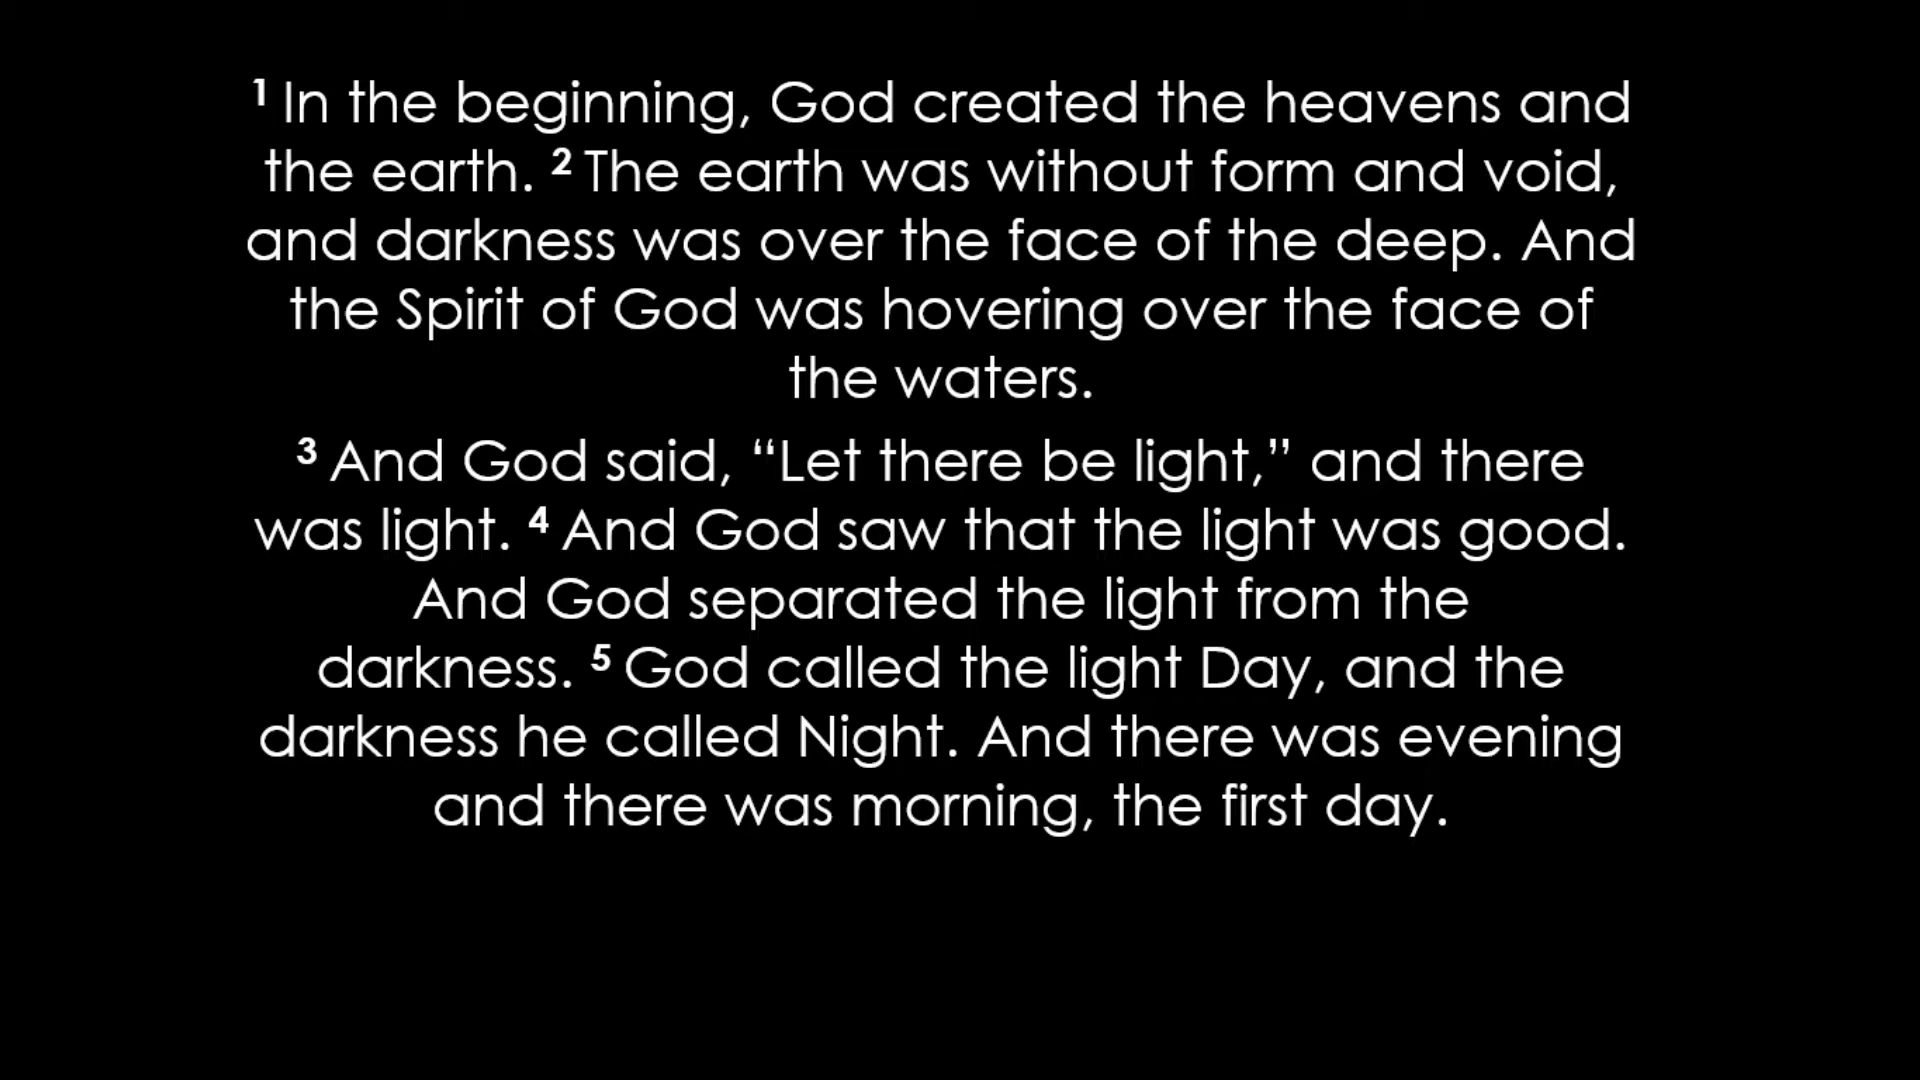 1 In the beginning, God created the heavens and
the earth. 2 The earth was without form and void,
and darkness was over the face of the deep. And
the Spirit of God was hovering over the face of
the waters.
3 And God said, “Let there be light,” and there
was light. 4 And God saw that the light was good.
And God separated the light from the
darkness. 5 God called the light Day, and the
darkness he called Night. And there was evening
and there was morning, the first day.